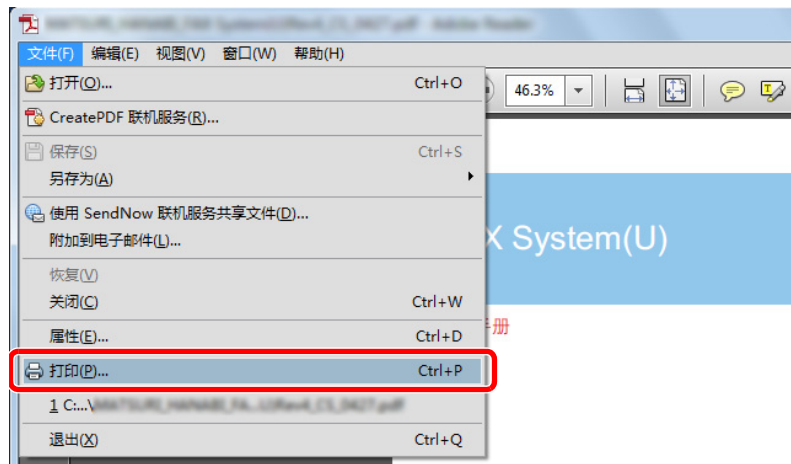 文件(F) 编辑(E) 视图(V) 窗口(W) 帮助(H)
打开(O)... Ctrl+O
46.3%
CreatePDF 联机服务(R)...
保存(S) Ctrl+S
另存为(A)
使用 SendNow 联机服务共享文件(D)...
附加到电子邮件(L)...
X System(U)
恢复(V)
关闭(C) Ctrl+W
册
属性(E)... Ctrl+D
打印(P)... Ctrl+P
1 C:...\
退出(X) Ctrl+Q